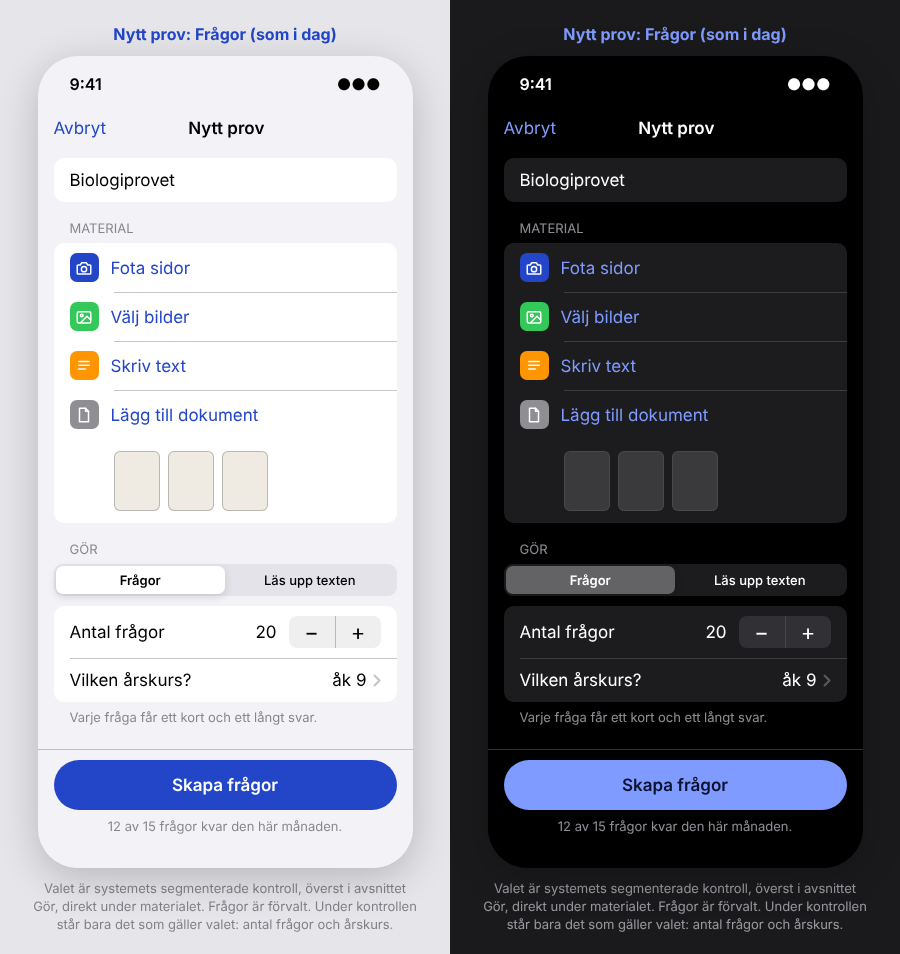 Nytt prov: Frågor (som i dag)
9:41
Avbryt
Nytt prov
Biologiprovet
MATERIAL
Fota sidor
Välj bilder
Skriv text
Lägg till dokument
GÖR
Frågor
Läs upp texten
Antal frågor
20
−
+
Vilken årskurs?
åk 9
Varje fråga får ett kort och ett långt svar.
Skapa frågor
12 av 15 frågor kvar den här månaden.
Valet är systemets segmenterade kontroll, överst i avsnittet
Gör, direkt under materialet. Frågor är förvalt. Under kontrollen
står bara det som gäller valet: antal frågor och årskurs.
Nytt prov: Frågor (som i dag)
9:41
Avbryt
Nytt prov
Biologiprovet
MATERIAL
Fota sidor
Välj bilder
Skriv text
Lägg till dokument
GÖR
Frågor
Läs upp texten
Antal frågor
20
−
+
Vilken årskurs?
åk 9
Varje fråga får ett kort och ett långt svar.
Skapa frågor
12 av 15 frågor kvar den här månaden.
Valet är systemets segmenterade kontroll, överst i avsnittet
Gör, direkt under materialet. Frågor är förvalt. Under kontrollen
står bara det som gäller valet: antal frågor och årskurs.